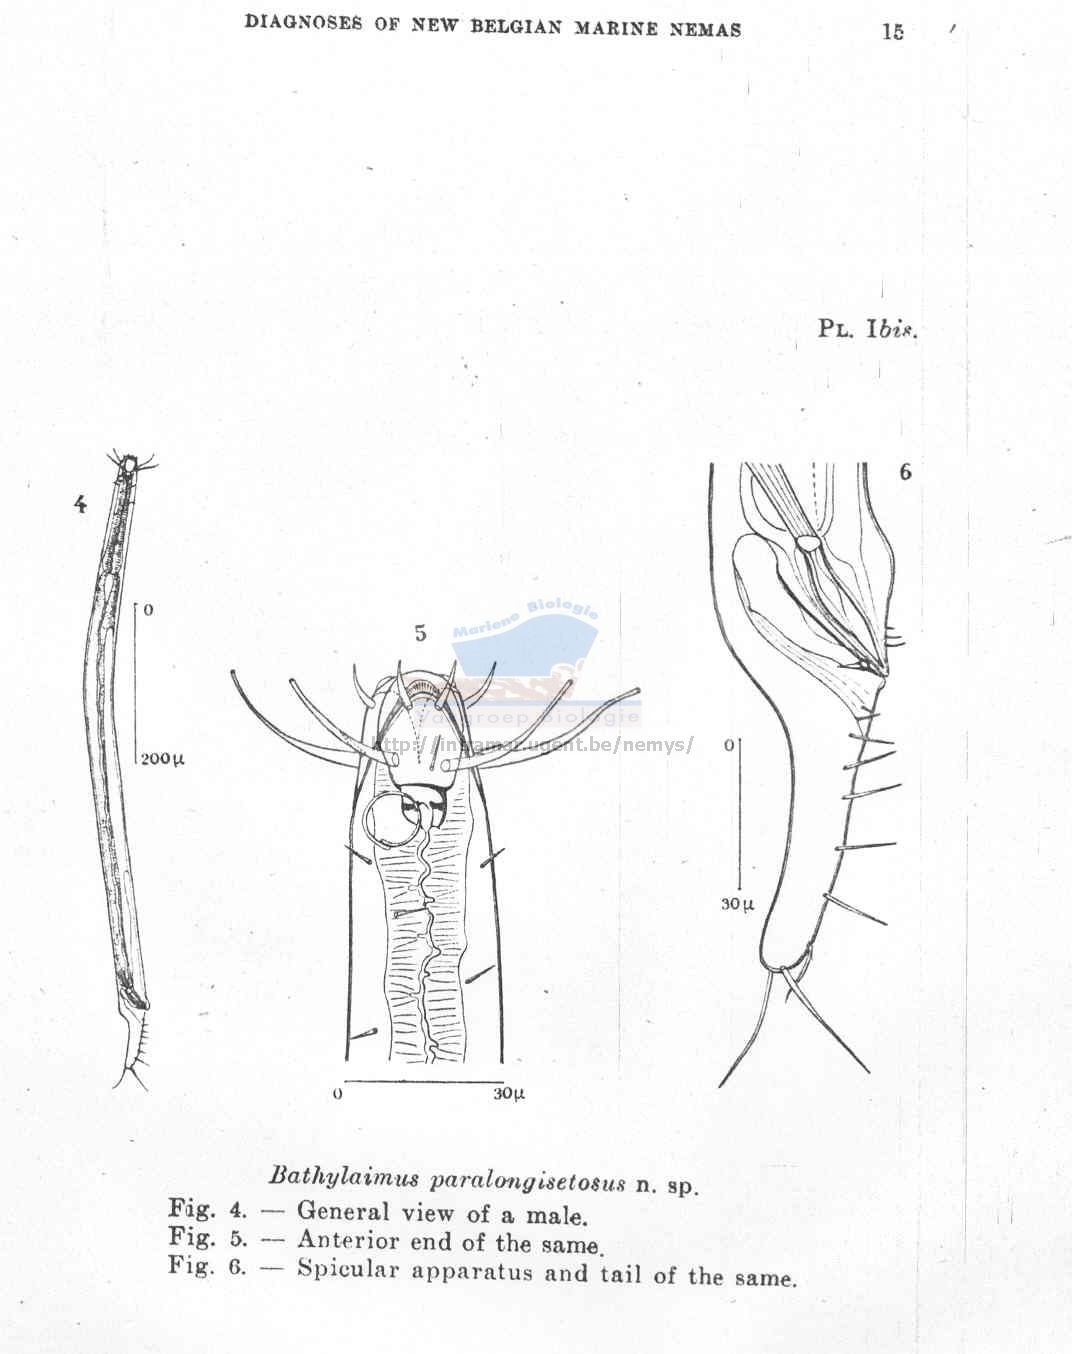 DIAGNOSES OF NEW BELGIAN MARINE NEMAS 15
PL. Ibis.
4
0
200µ
5
Mariene Biologie
Vakgroep Biologie
http://intramar.ugent.be/nemys/
0 30µ
6
0
30µ
Bathylaimus paralongisetosus n. sp.
Fig. 4. — General view of a male.
Fig. 5. — Anterior end of the same.
Fig. 6. — Spicular apparatus and tail of the same.